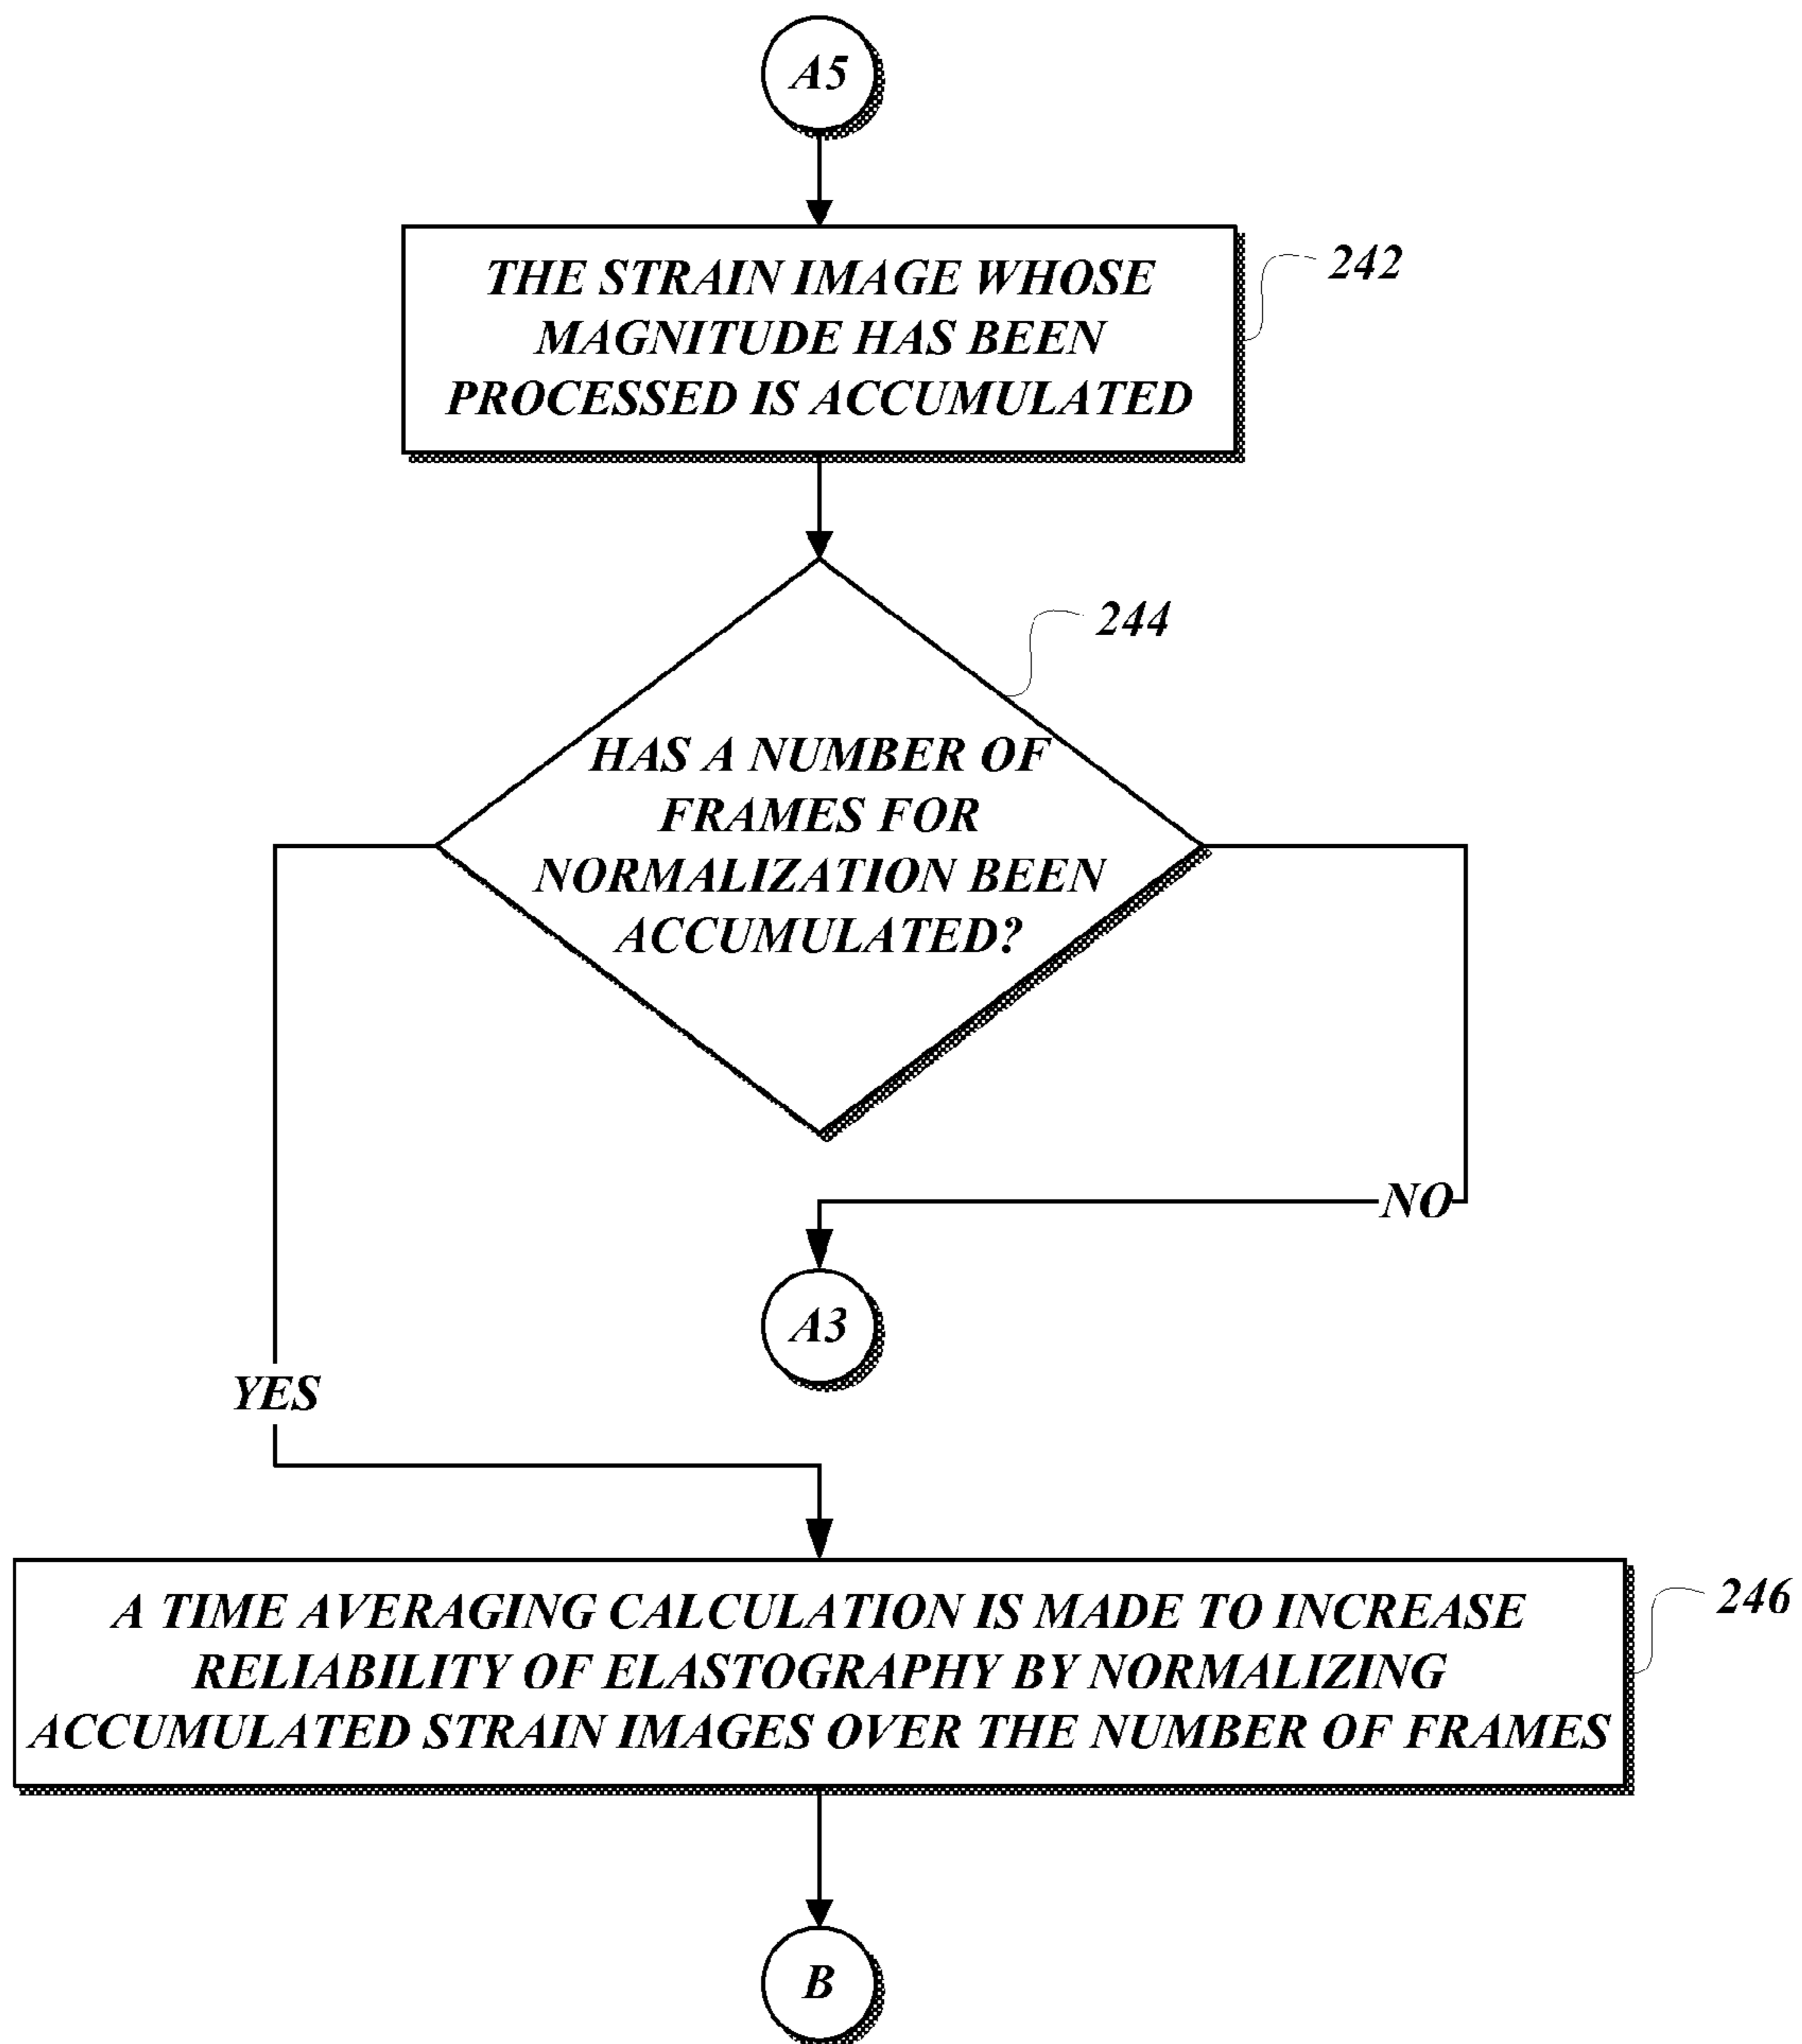 A5
THE STRAIN IMAGE WHOSE
MAGNITUDE HAS BEEN
PROCESSED IS ACCUMULATED
242
244
HAS A NUMBER OF
FRAMES FOR
NORMALIZATION BEEN
ACCUMULATED?
NO
A3
YES
A TIME AVERAGING CALCULATION IS MADE TO INCREASE
RELIABILITY OF ELASTOGRAPHY BY NORMALIZING
ACCUMULATED STRAIN IMAGES OVER THE NUMBER OF FRAMES
246
B